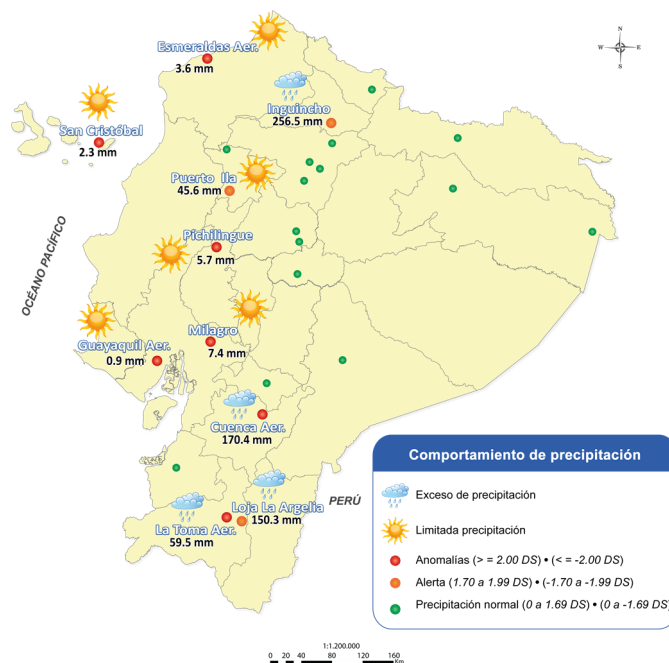 N
W E
S
Esmeraldas Aer.
3.6 mm
Inguincho
256.5 mm
San Cristóbal
2.3 mm
Puerto Ila
45.6 mm
OCÉANO PACÍFICO
Pichilingue
5.7 mm
Milagro
7.4 mm
Guayaquil Aer.
0.9 mm
Cuenca Aer.
170.4 mm
Loja La Argelia
150.3 mm
La Toma Aer.
59.5 mm
PERÚ
Comportamiento de precipitación
Exceso de precipitación
Limitada precipitación
Anomalías (> = 2.00 DS) • (< = -2.00 DS)
Alerta (1.70 a 1.99 DS) • (-1.70 a -1.99 DS)
Precipitación normal (0 a 1.69 DS) • (0 a -1.69 DS)
1:1.200.000
0 20 40 80 120 160
Km